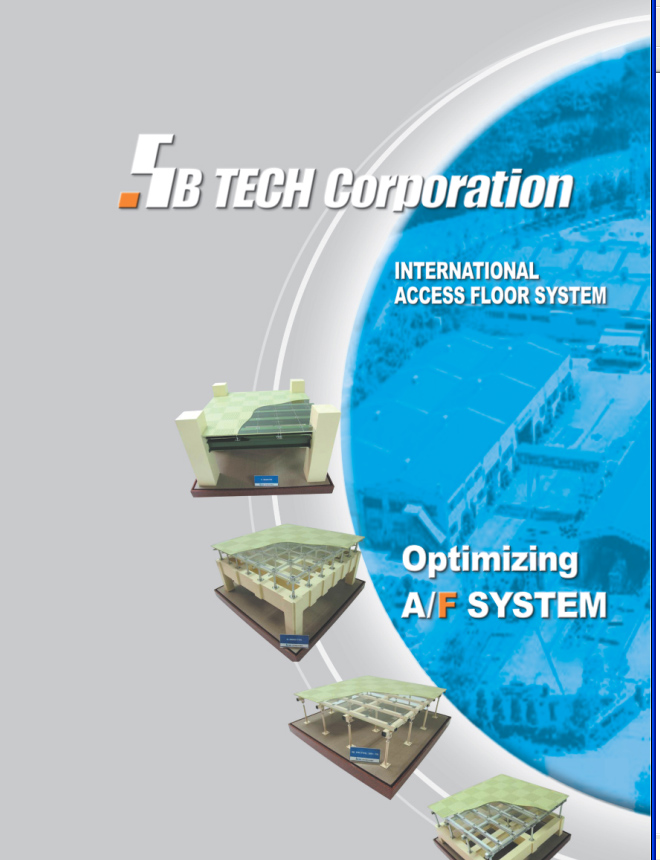 SB TECH Corporation
INTERNATIONAL
ACCESS FLOOR SYSTEM
Optimizing
A/F SYSTEM